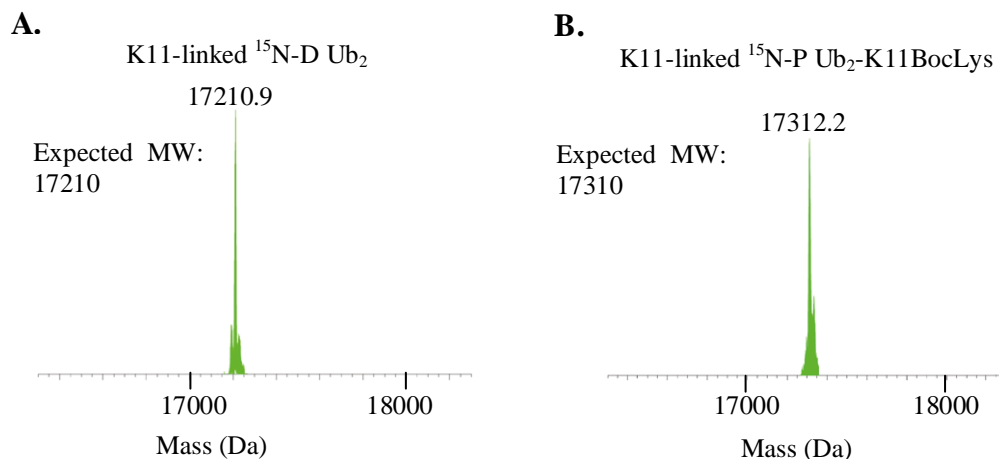 A.
K11-linked ¹⁵N-D Ub₂
17210.9
Expected MW:
17210
17000 18000
Mass (Da)
B.
K11-linked ¹⁵N-P Ub₂-K11BocLys
17312.2
Expected MW:
17310
17000 18000
Mass (Da)